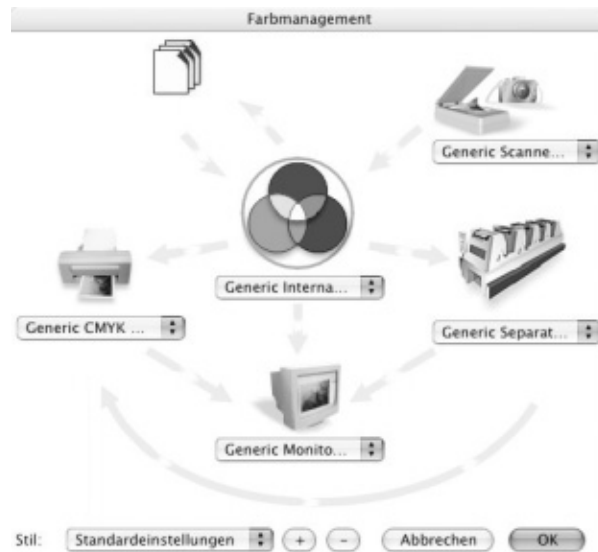 Farbmanagement
Generic Scanne...
Generic Interna...
Generic CMYK ...
Generic Separat...
Generic Monito...
Stil: Standardeinstellungen + − Abbrechen OK